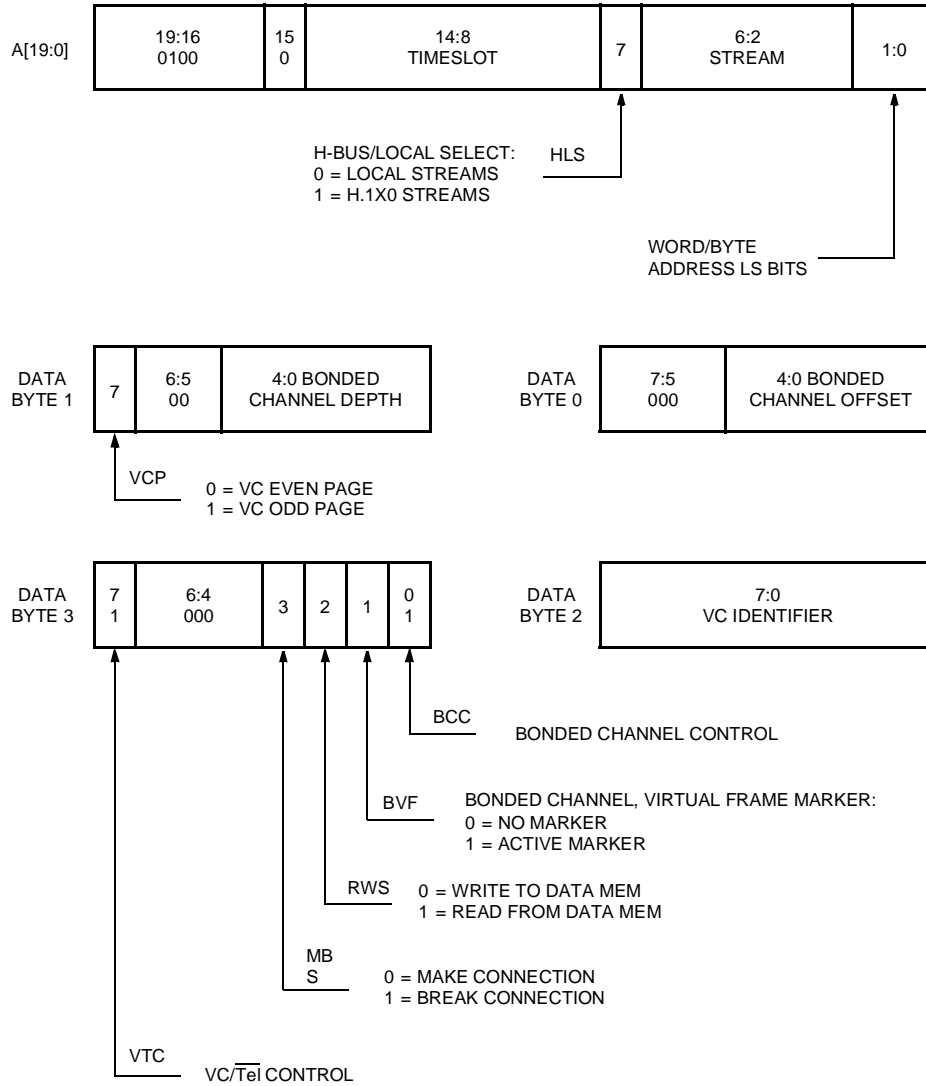 A[19:0]
19:16
0100
15
0
14:8
TIMESLOT
7
6:2
STREAM
1:0
H-BUS/LOCAL SELECT:
0 = LOCAL STREAMS
1 = H.1X0 STREAMS
HLS
WORD/BYTE
ADDRESS LS BITS
DATA
BYTE 1
7
6:5
00
4:0 BONDED
CHANNEL DEPTH
DATA
BYTE 0
7:5
000
4:0 BONDED
CHANNEL OFFSET
VCP
0 = VC EVEN PAGE
1 = VC ODD PAGE
DATA
BYTE 3
7
1
6:4
000
3
2
1
0
1
DATA
BYTE 2
7:0
VC IDENTIFIER
BCC
BONDED CHANNEL CONTROL
BVF
BONDED CHANNEL, VIRTUAL FRAME MARKER:
0 = NO MARKER
1 = ACTIVE MARKER
RWS
0 = WRITE TO DATA MEM
1 = READ FROM DATA MEM
MB
S
0 = MAKE CONNECTION
1 = BREAK CONNECTION
VTC
VC/T̅e̅l̅ CONTROL